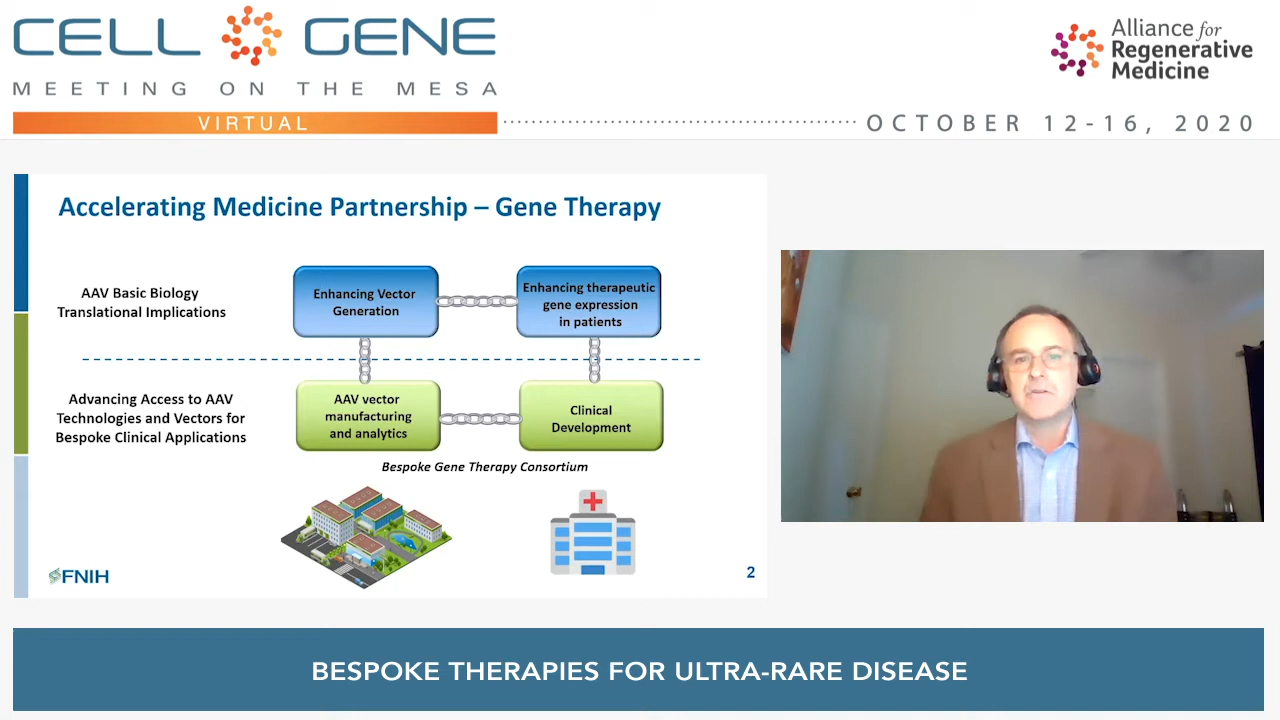 CELL GENE
MEETING ON THE MESA
VIRTUAL
Alliance for
Regenerative
Medicine
OCTOBER 12-16, 2020
Accelerating Medicine Partnership – Gene Therapy
AAV Basic Biology
Translational Implications
Enhancing Vector
Generation
Enhancing therapeutic
gene expression
in patients
Advancing Access to AAV
Technologies and Vectors for
Bespoke Clinical Applications
AAV vector
manufacturing
and analytics
Clinical
Development
Bespoke Gene Therapy Consortium
FNIH
2
BESPOKE THERAPIES FOR ULTRA-RARE DISEASE